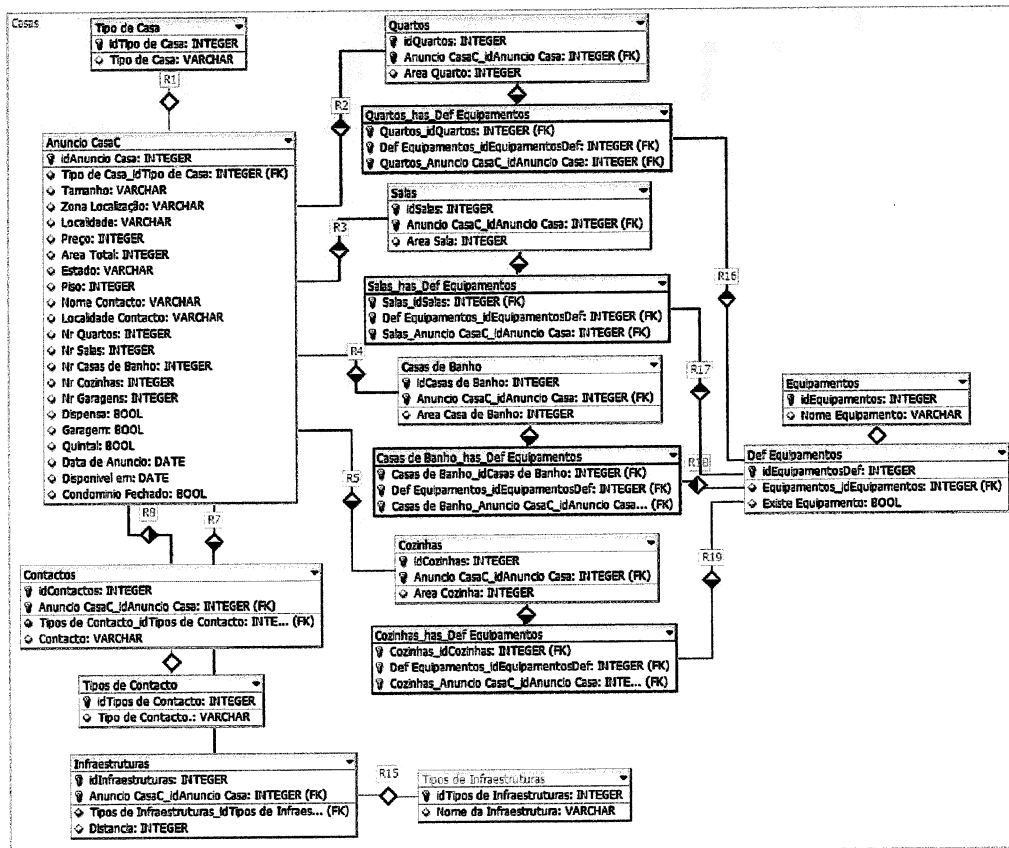 Casas
Tipo de Casa
idTipo de Casa: INTEGER
Tipo de Casa: VARCHAR
R1
Anuncio CasaC
idAnuncio Casa: INTEGER
Tipo de Casa_idTipo de Casa: INTEGER (FK)
Tamanho: VARCHAR
Zona Localização: VARCHAR
Localidade: VARCHAR
Preço: INTEGER
Area Total: INTEGER
Estado: VARCHAR
Piso: INTEGER
Nome Contacto: VARCHAR
Localidade Contacto: VARCHAR
Nr Quartos: INTEGER
Nr Salas: INTEGER
Nr Casas de Banho: INTEGER
Nr Cozinhas: INTEGER
Nr Garagens: INTEGER
Dispensa: BOOL
Garagem: BOOL
Quintal: BOOL
Data de Anuncio: DATE
Disponivel em: DATE
Condominio Fechado: BOOL
R2
R3
R4
R5
R8
R7
Quartos
idQuartos: INTEGER
Anuncio CasaC_idAnuncio Casa: INTEGER (FK)
Area Quarto: INTEGER
Quartos_has_Def Equipamentos
Quartos_idQuartos: INTEGER (FK)
Def Equipamentos_idEquipamentosDef: INTEGER (FK)
Quartos_Anuncio CasaC_idAnuncio Casa: INTEGER (FK)
Salas
idSalas: INTEGER
Anuncio CasaC_idAnuncio Casa: INTEGER (FK)
Area Sala: INTEGER
Salas_has_Def Equipamentos
Salas_idSalas: INTEGER (FK)
Def Equipamentos_idEquipamentosDef: INTEGER (FK)
Salas_Anuncio CasaC_idAnuncio Casa: INTEGER (FK)
Casas de Banho
idCasas de Banho: INTEGER
Anuncio CasaC_idAnuncio Casa: INTEGER (FK)
Area Casa de Banho: INTEGER
Casas de Banho_has_Def Equipamentos
Casas de Banho_idCasas de Banho: INTEGER (FK)
Def Equipamentos_idEquipamentosDef: INTEGER (FK)
Casas de Banho_Anuncio CasaC_idAnuncio Casa... (FK)
Cozinhas
idCozinhas: INTEGER
Anuncio CasaC_idAnuncio Casa: INTEGER (FK)
Area Cozinha: INTEGER
Cozinhas_has_Def Equipamentos
Cozinhas_idCozinhas: INTEGER (FK)
Def Equipamentos_idEquipamentosDef: INTEGER (FK)
Cozinhas_Anuncio CasaC_idAnuncio Casa: INTE... (FK)
R16
R17
R18
R19
Equipamentos
idEquipamentos: INTEGER
Nome Equipamento: VARCHAR
Def Equipamentos
idEquipamentosDef: INTEGER
Equipamentos_idEquipamentos: INTEGER (FK)
Existe Equipamento: BOOL
Contactos
idContactos: INTEGER
Anuncio CasaC_idAnuncio Casa: INTEGER (FK)
Tipos de Contacto_idTipos de Contacto: INTE... (FK)
Contacto: VARCHAR
Tipos de Contacto
idTipos de Contacto: INTEGER
Tipo de Contacto.: VARCHAR
Infraestruturas
idInfraestruturas: INTEGER
Anuncio CasaC_idAnuncio Casa: INTEGER (FK)
Tipos de Infraestruturas_idTipos de Infraes... (FK)
Distancia: INTEGER
R15
Tipos de Infraestruturas
idTipos de Infraestruturas: INTEGER
Nome da Infraestrutura: VARCHAR